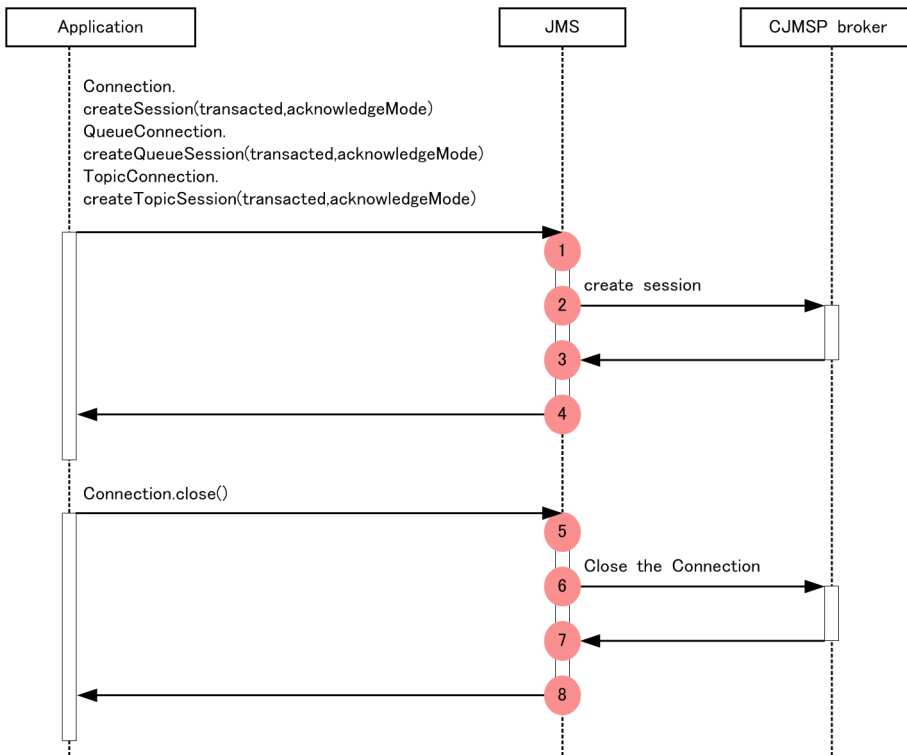 Application
JMS
CJMSP broker
Connection.
createSession(transacted,acknowledgeMode)
QueueConnection.
createQueueSession(transacted,acknowledgeMode)
TopicConnection.
createTopicSession(transacted,acknowledgeMode)
1
create session
2
3
4
Connection.close()
5
Close the Connection
6
7
8